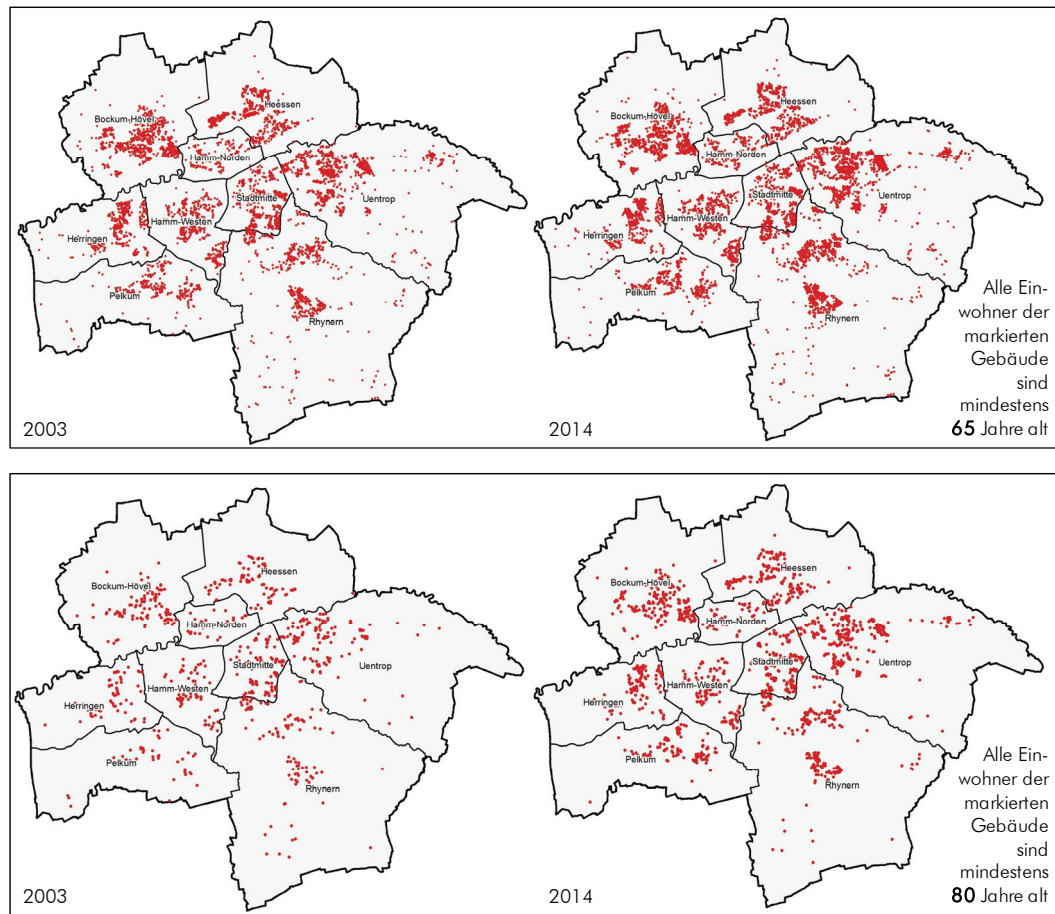 Heessen
Bockum-Hövel
Hamm-Norden
Stadtmitte
Uentrop
Hamm-Westen
Herringen
Pelkum
Rhynern
2003
Heessen
Bockum-Hövel
Hamm-Norden
Stadtmitte
Uentrop
Hamm-Westen
Herringen
Pelkum
Rhynern
2014
Alle Ein-
wohner der
markierten
Gebäude
sind
mindestens
65 Jahre alt
Heessen
Bockum-Hövel
Hamm-Norden
Stadtmitte
Uentrop
Hamm-Westen
Herringen
Pelkum
Rhynern
2003
Heessen
Bockum-Hövel
Hamm-Norden
Stadtmitte
Uentrop
Hamm-Westen
Herringen
Pelkum
Rhynern
2014
Alle Ein-
wohner der
markierten
Gebäude
sind
mindestens
80 Jahre alt